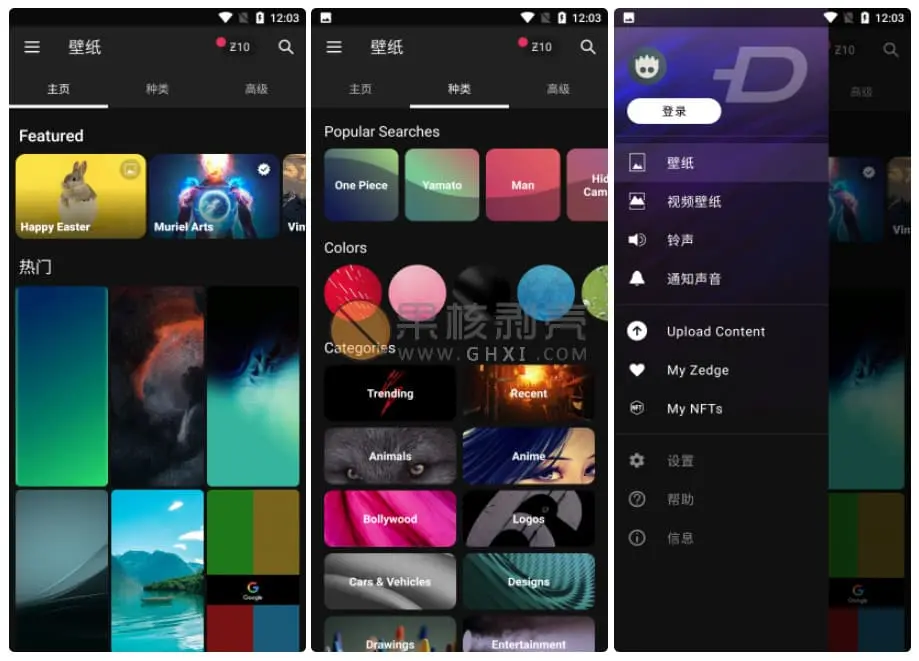 12:03
壁纸
Z10
主页
种类
高级
Featured
Happy Easter
Muriel Arts
Vin
热门
Google
12:03
壁纸
Z10
主页
种类
高级
Popular Searches
One Piece
Yamato
Man
Hid
Cam
Colors
Categories
Trending
Recent
Animals
Anime
Bollywood
Logos
Cars & Vehicles
Designs
Drawings
Entertainment
果核剥壳
WWW.GHXI.COM
12:03
Z10
登录
高级
壁纸
视频壁纸
铃声
通知声音
Vin
Upload Content
My Zedge
NFT
My NFTs
设置
帮助
信息
Google